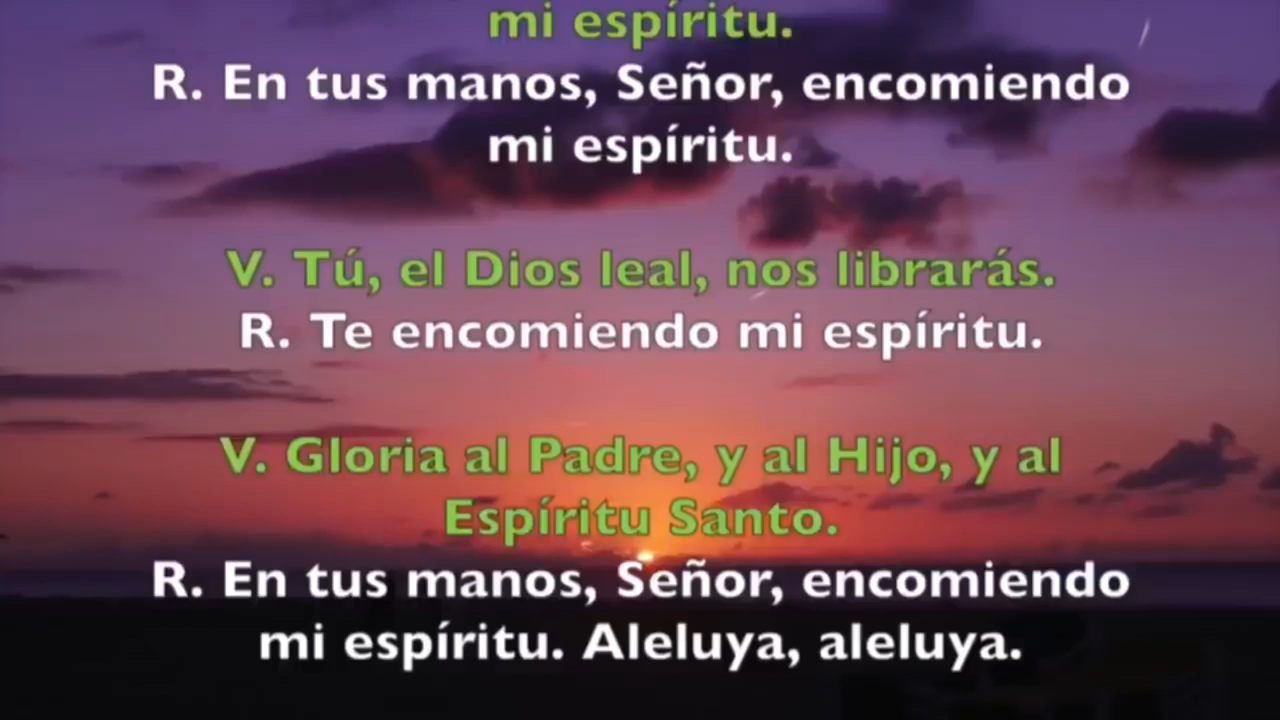 mi espíritu.
R. En tus manos, Señor, encomiendo
mi espíritu.
V. Tú, el Dios leal, nos librarás.
R. Te encomiendo mi espíritu.
V. Gloria al Padre, y al Hijo, y al
Espíritu Santo.
R. En tus manos, Señor, encomiendo
mi espíritu. Aleluya, aleluya.